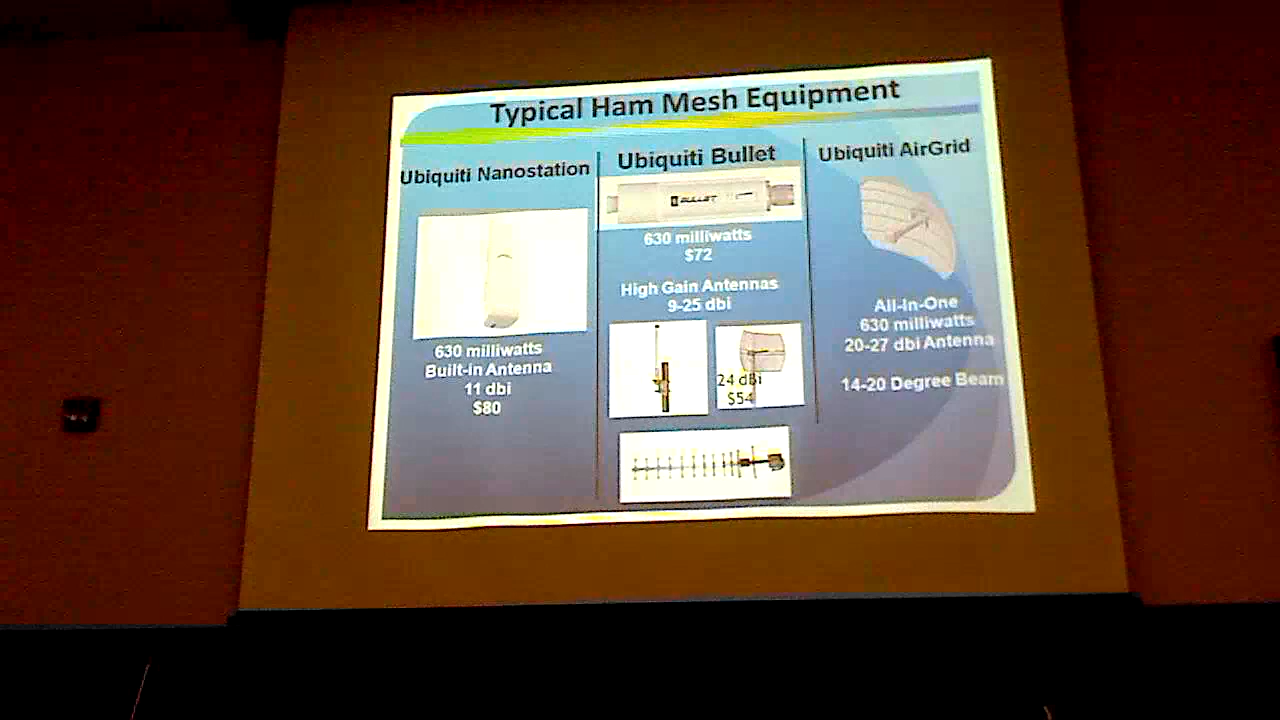 Typical Ham Mesh Equipment
Ubiquiti Nanostation
630 milliwatts
Built-in Antenna
11 dbi
$80
Ubiquiti Bullet
BULLET
630 milliwatts
$72
High Gain Antennas
9-25 dbi
24 dBi
$54
Ubiquiti AirGrid
All-In-One
630 milliwatts
20-27 dbi Antenna
14-20 Degree Beam